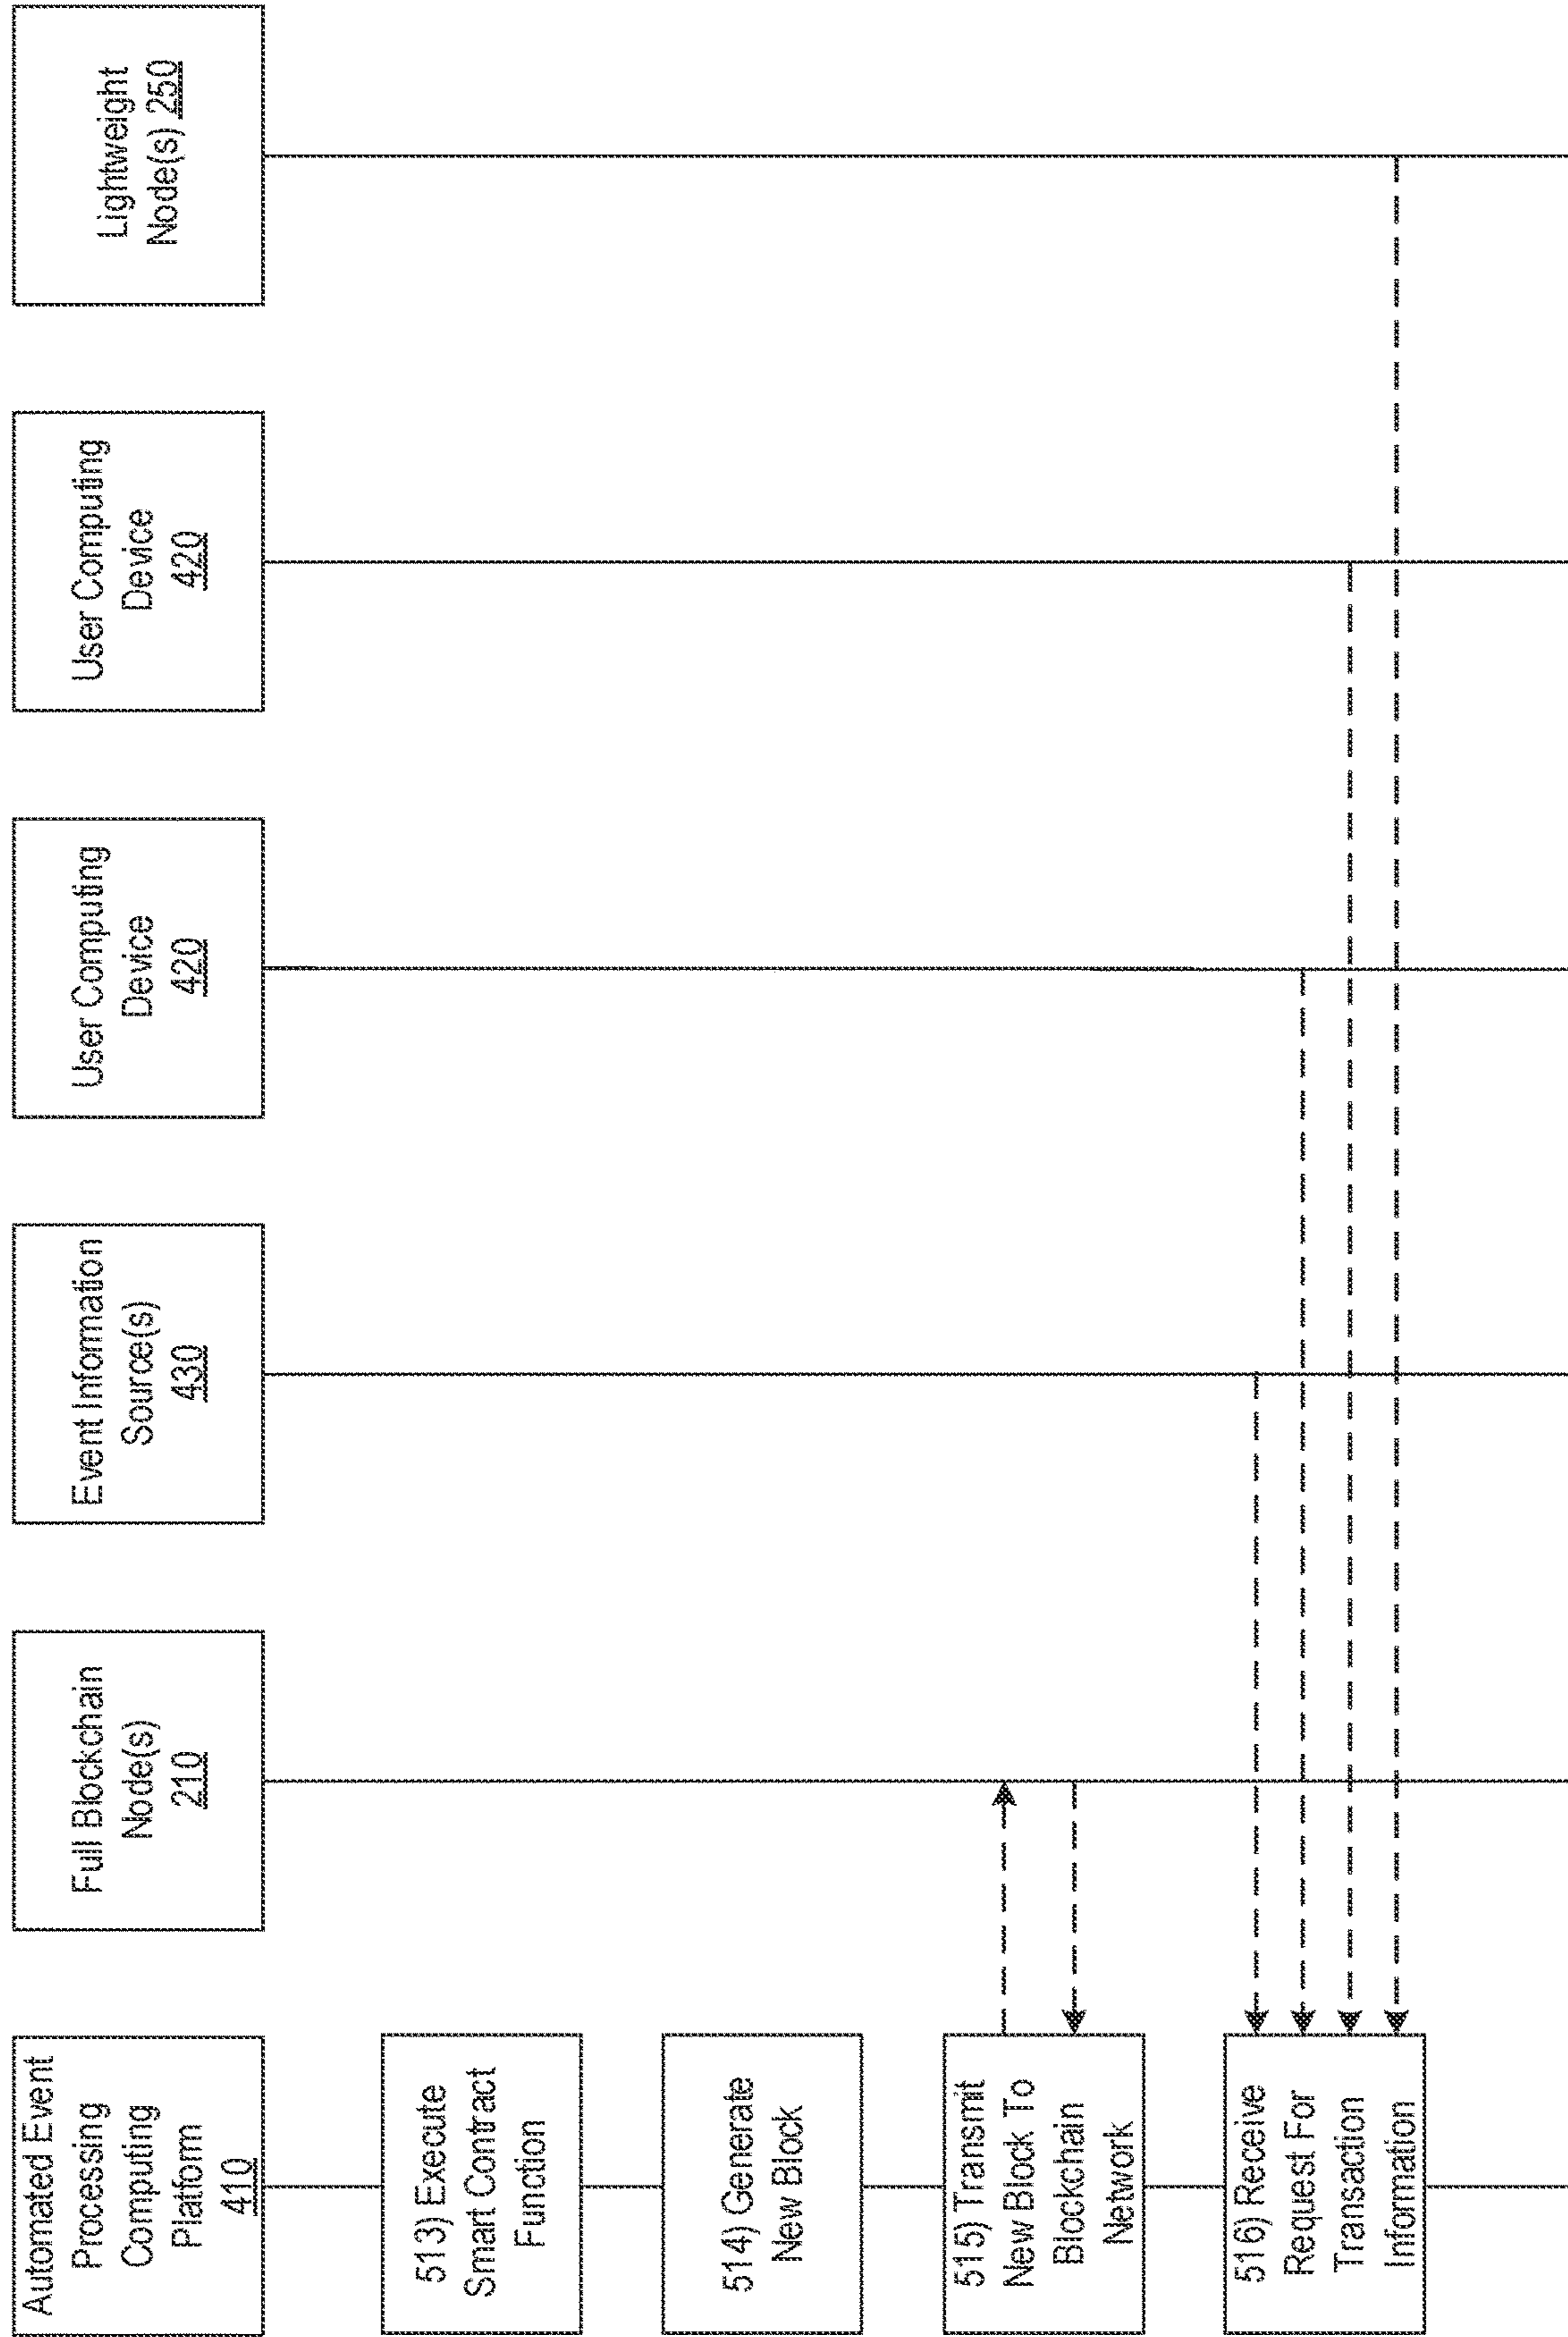 Automated Event
Processing
Computing
Platform
410
Full Blockchain
Node(s)
210
Event Information
Source(s)
430
User Computing
Device
420
User Computing
Device
420
Lightweight
Node(s) 250
513) Execute
Smart Contract
Function
514) Generate
New Block
515) Transmit
New Block To
Blockchain
Network
516) Receive
Request For
Transaction
Information